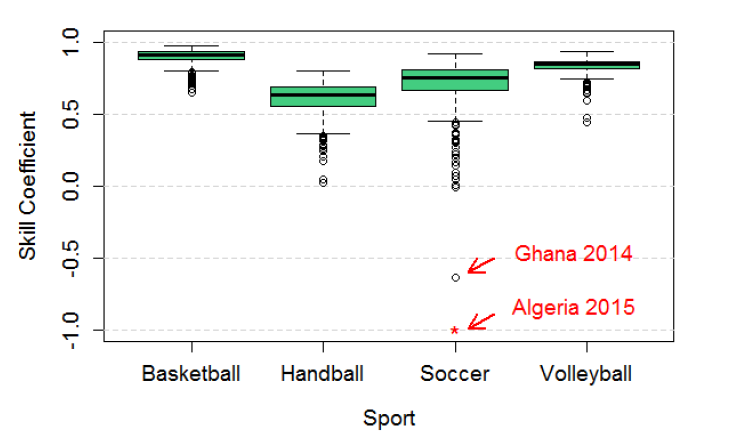 Skill Coefficient
1.0
0.5
0.0
-0.5
-1.0
Ghana 2014
Algeria 2015
*
Basketball Handball Soccer Volleyball
Sport